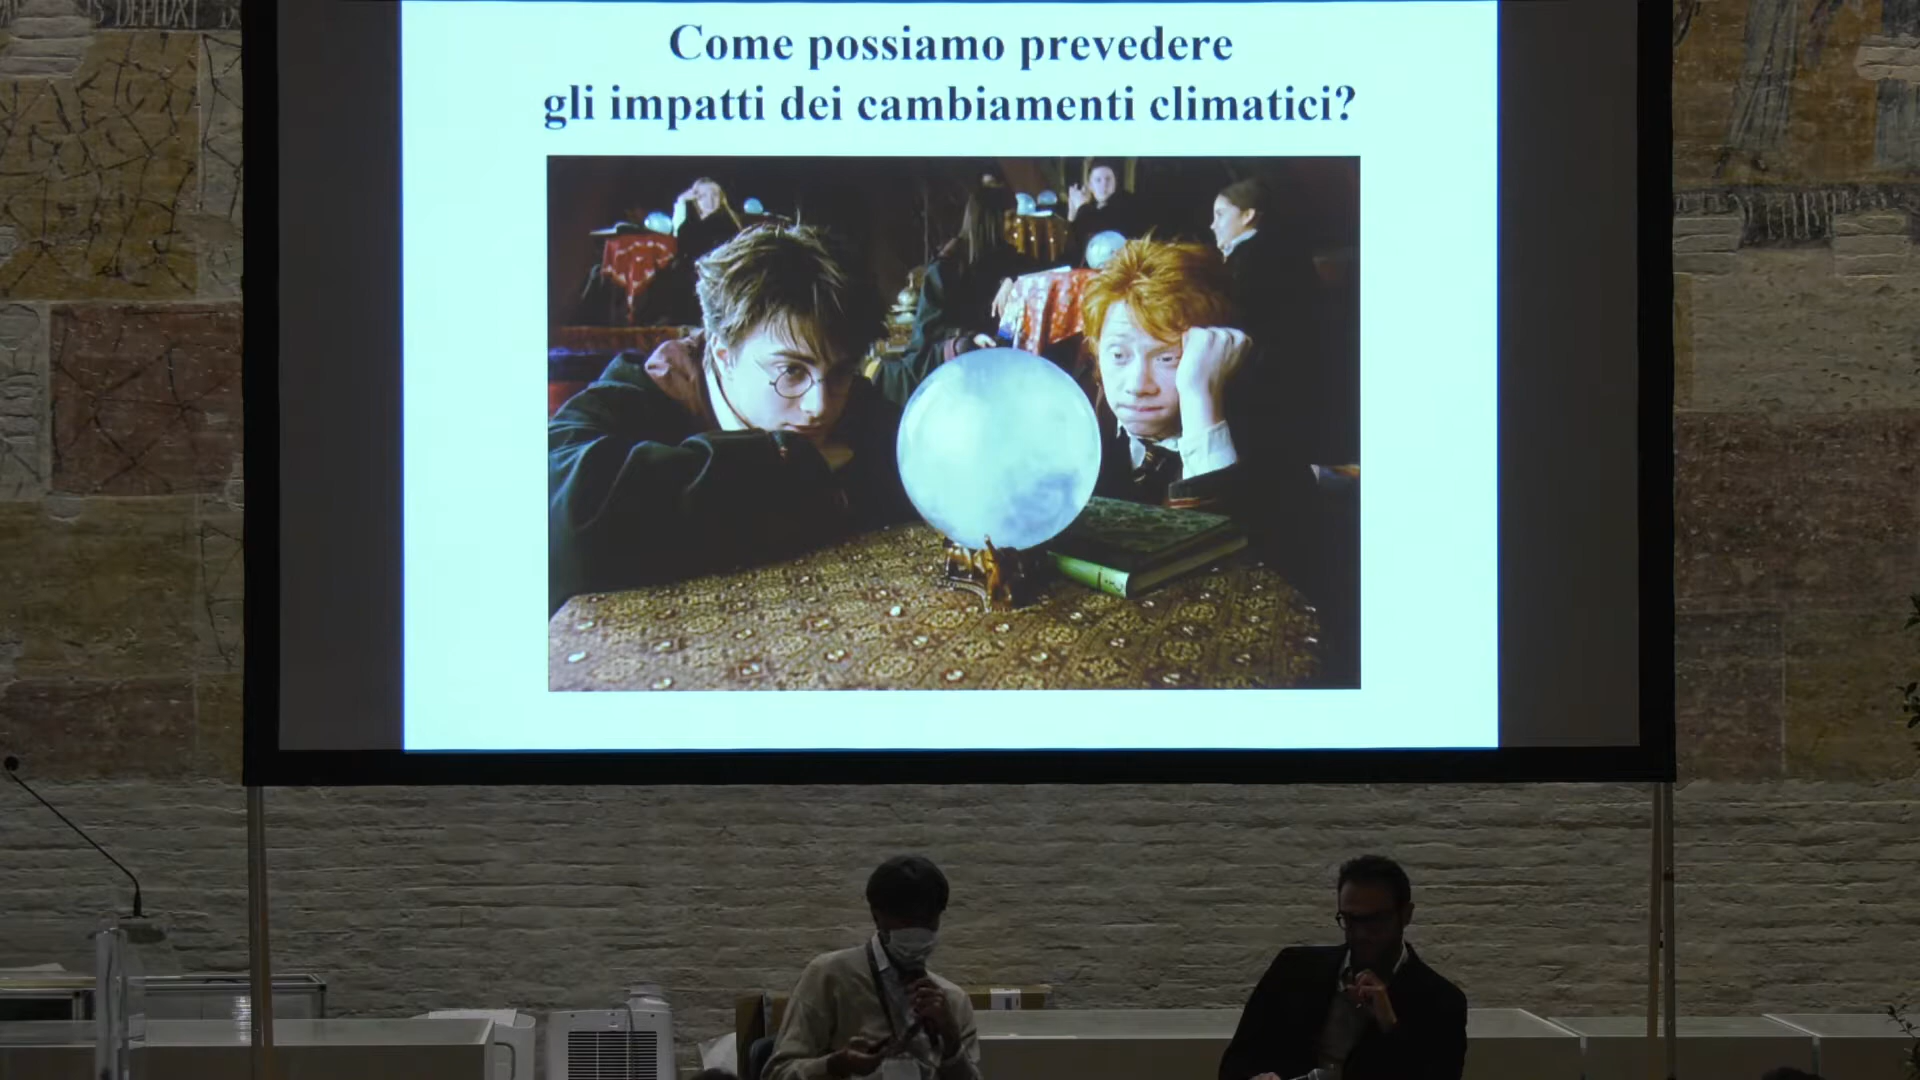 Come possiamo prevedere
gli impatti dei cambiamenti climatici?